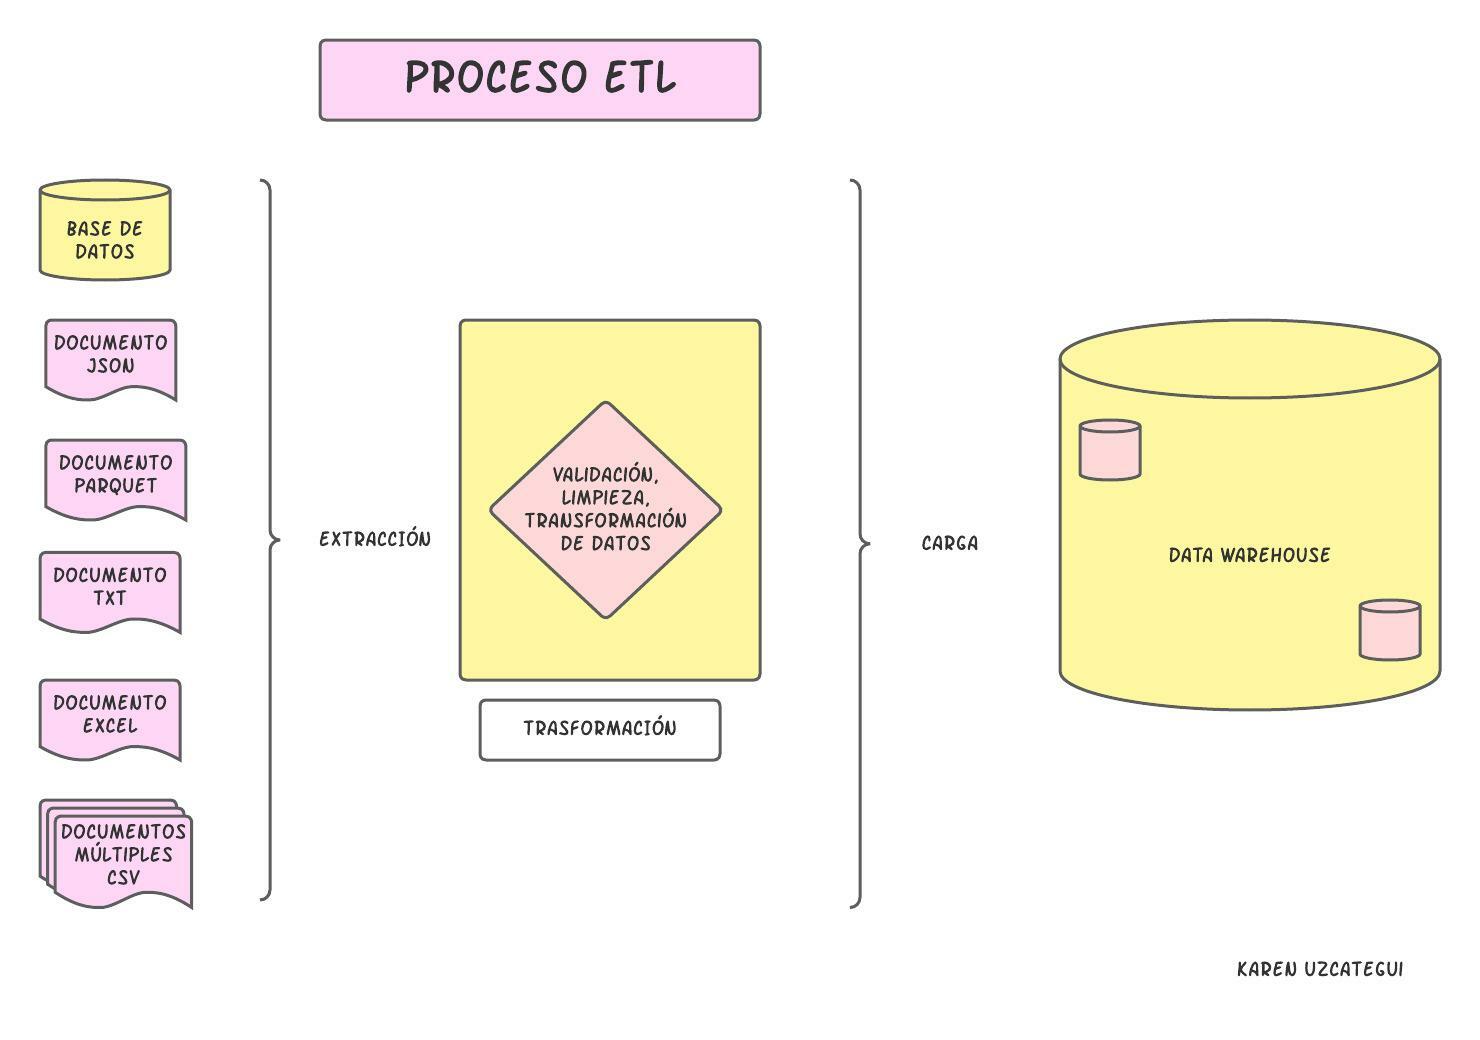 PROCESO ETL
BASE DE
DATOS
DOCUMENTO
JSON
DOCUMENTO
PARQUET
DOCUMENTO
TXT
DOCUMENTO
EXCEL
DOCUMENTOS
MÚLTIPLES
CSV
EXTRACCIÓN
VALIDACIÓN,
LIMPIEZA,
TRANSFORMACIÓN
DE DATOS
TRASFORMACIÓN
CARGA
DATA WAREHOUSE
KAREN UZCATEGUI